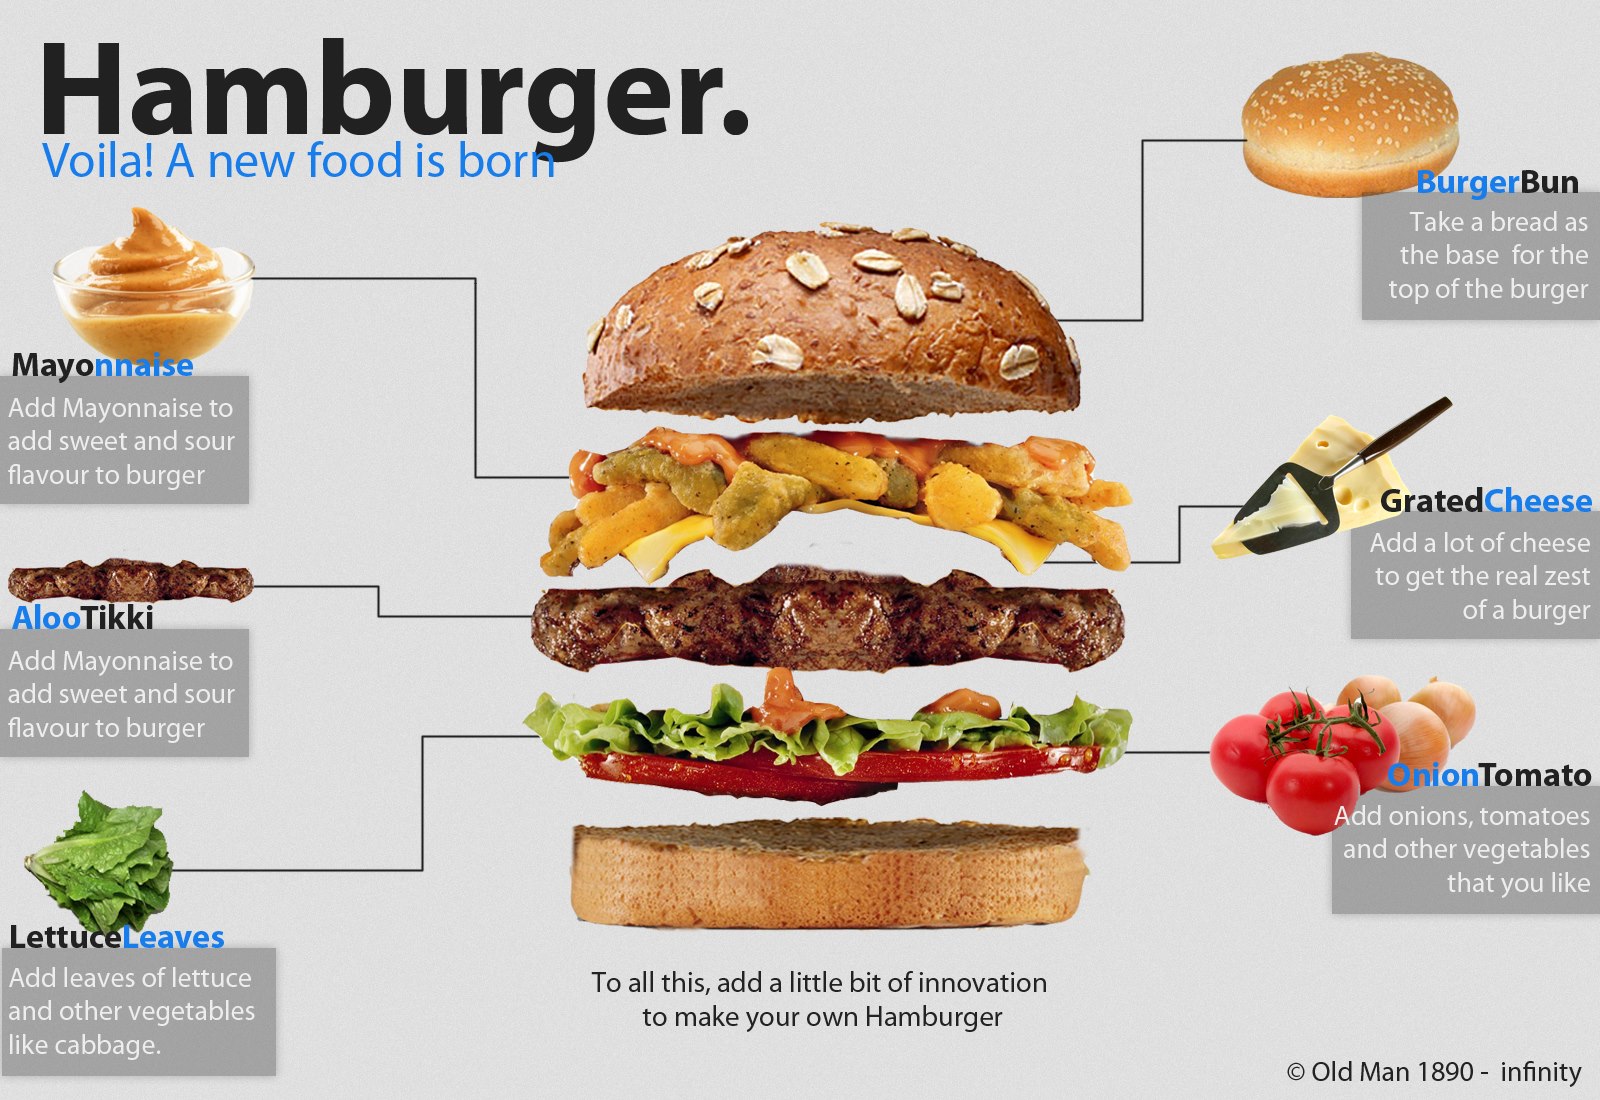 Hamburger.
Voila! A new food is born
Mayonnaise
Add Mayonnaise to
add sweet and sour
flavour to burger
AlooTikki
Add Mayonnaise to
add sweet and sour
flavour to burger
LettuceLeaves
Add leaves of lettuce
and other vegetables
like cabbage.
BurgerBun
Take a bread as
the base for the
top of the burger
GratedCheese
Add a lot of cheese
to get the real zest
of a burger
OnionTomato
Add onions, tomatoes
and other vegetables
that you like
To all this, add a little bit of innovation
to make your own Hamburger
© Old Man 1890 - infinity